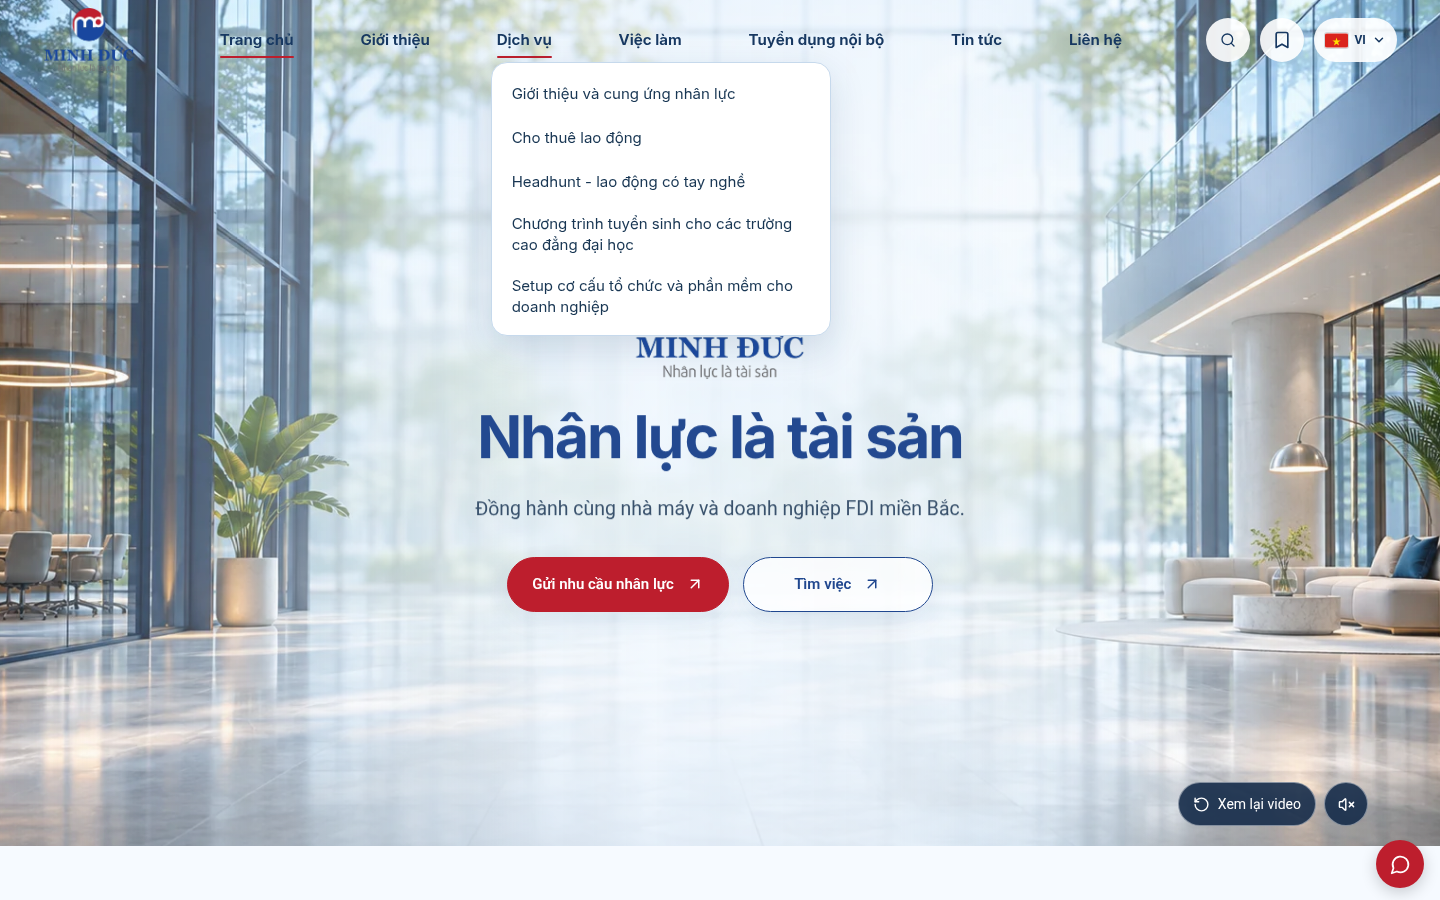 MINH ĐỨC
Trang chủ
Giới thiệu
Dịch vụ
Việc làm
Tuyển dụng nội bộ
Tin tức
Liên hệ
VI
Giới thiệu và cung ứng nhân lực
Cho thuê lao động
Headhunt - lao động có tay nghề
Chương trình tuyển sinh cho các trường
cao đẳng đại học
Setup cơ cấu tổ chức và phần mềm cho
doanh nghiệp
MINH ĐỨC
Nhân lực là tài sản
Nhân lực là tài sản
Đồng hành cùng nhà máy và doanh nghiệp FDI miền Bắc.
Gửi nhu cầu nhân lực
Tìm việc
Xem lại video